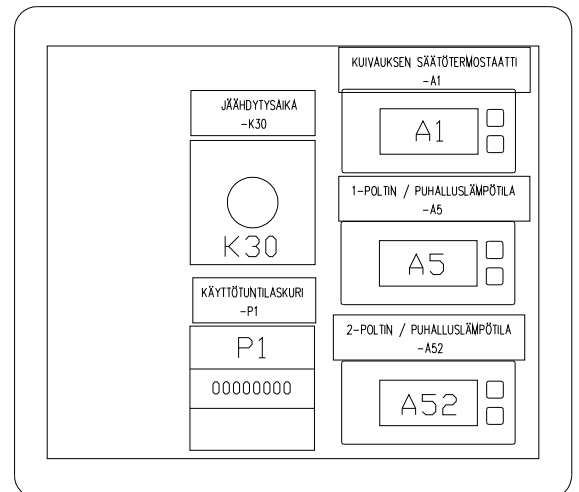 JÄÄHDYTYSAIKA
-K30
K30
KÄYTTÖTUNTILASKURI
-P1
P1
00000000
KUIVAUKSEN SÄÄTÖTERMOSTAATTI
-A1
A1
1-POLTIN / PUHALLUSLÄMPÖTILA
-A5
A5
2-POLTIN / PUHALLUSLÄMPÖTILA
-A52
A52